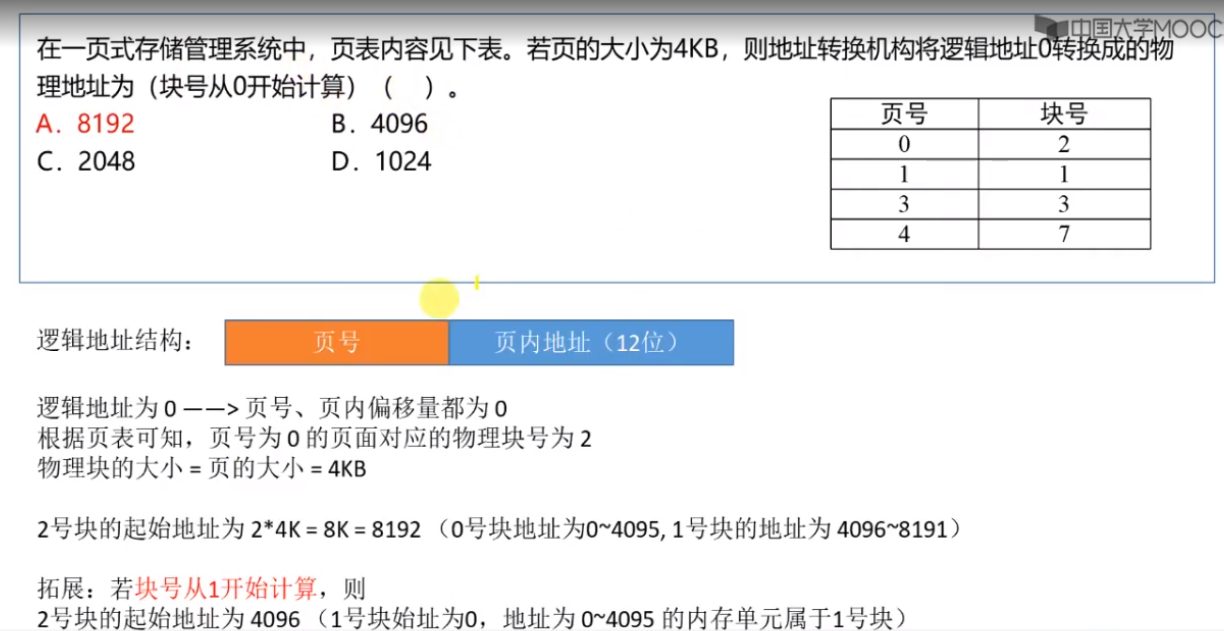 中国大学MOOC
在一页式存储管理系统中，页表内容见下表。若页的大小为4KB，则地址转换机构将逻辑地址0转换成的物
理地址为（块号从0开始计算）（ ）。
A. 8192 B. 4096
C. 2048 D. 1024
页号 块号
0 2
1 1
3 3
4 7
逻辑地址结构： 页号 页内地址（12位）
逻辑地址为 0 ——> 页号、页内偏移量都为 0
根据页表可知，页号为 0 的页面对应的物理块号为 2
物理块的大小 = 页的大小 = 4KB
2号块的起始地址为 2*4K = 8K = 8192 （0号块地址为0~4095, 1号块的地址为 4096~8191）
拓展：若块号从1开始计算，则
2号块的起始地址为 4096 （1号块始址为0，地址为 0~4095 的内存单元属于1号块）